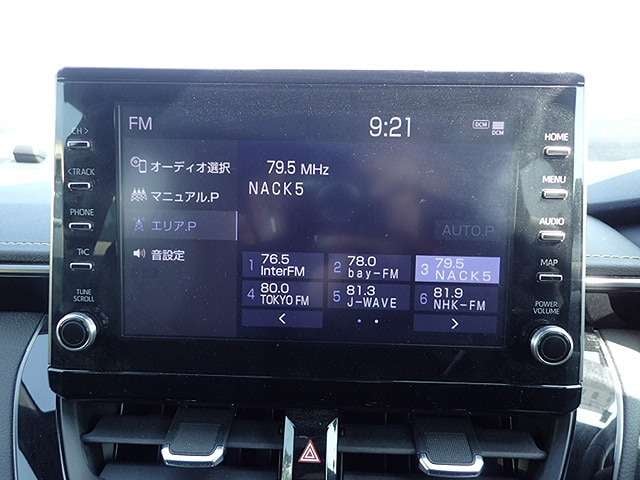 FM
9:21
DCM
DCM
CH >
< TRACK
PHONE
T·C
TUNE
SCROLL
オーディオ選択
マニュアル.P
エリア.P
音設定
79.5 MHz
NACK5
AUTO.P
1 76.5 InterFM
2 78.0 bay-FM
3 79.5 NACK5
4 80.0 TOKYO FM
5 81.3 J-WAVE
6 81.9 NHK-FM
<
>
HOME
MENU
AUDIO
MAP
POWER
VOLUME